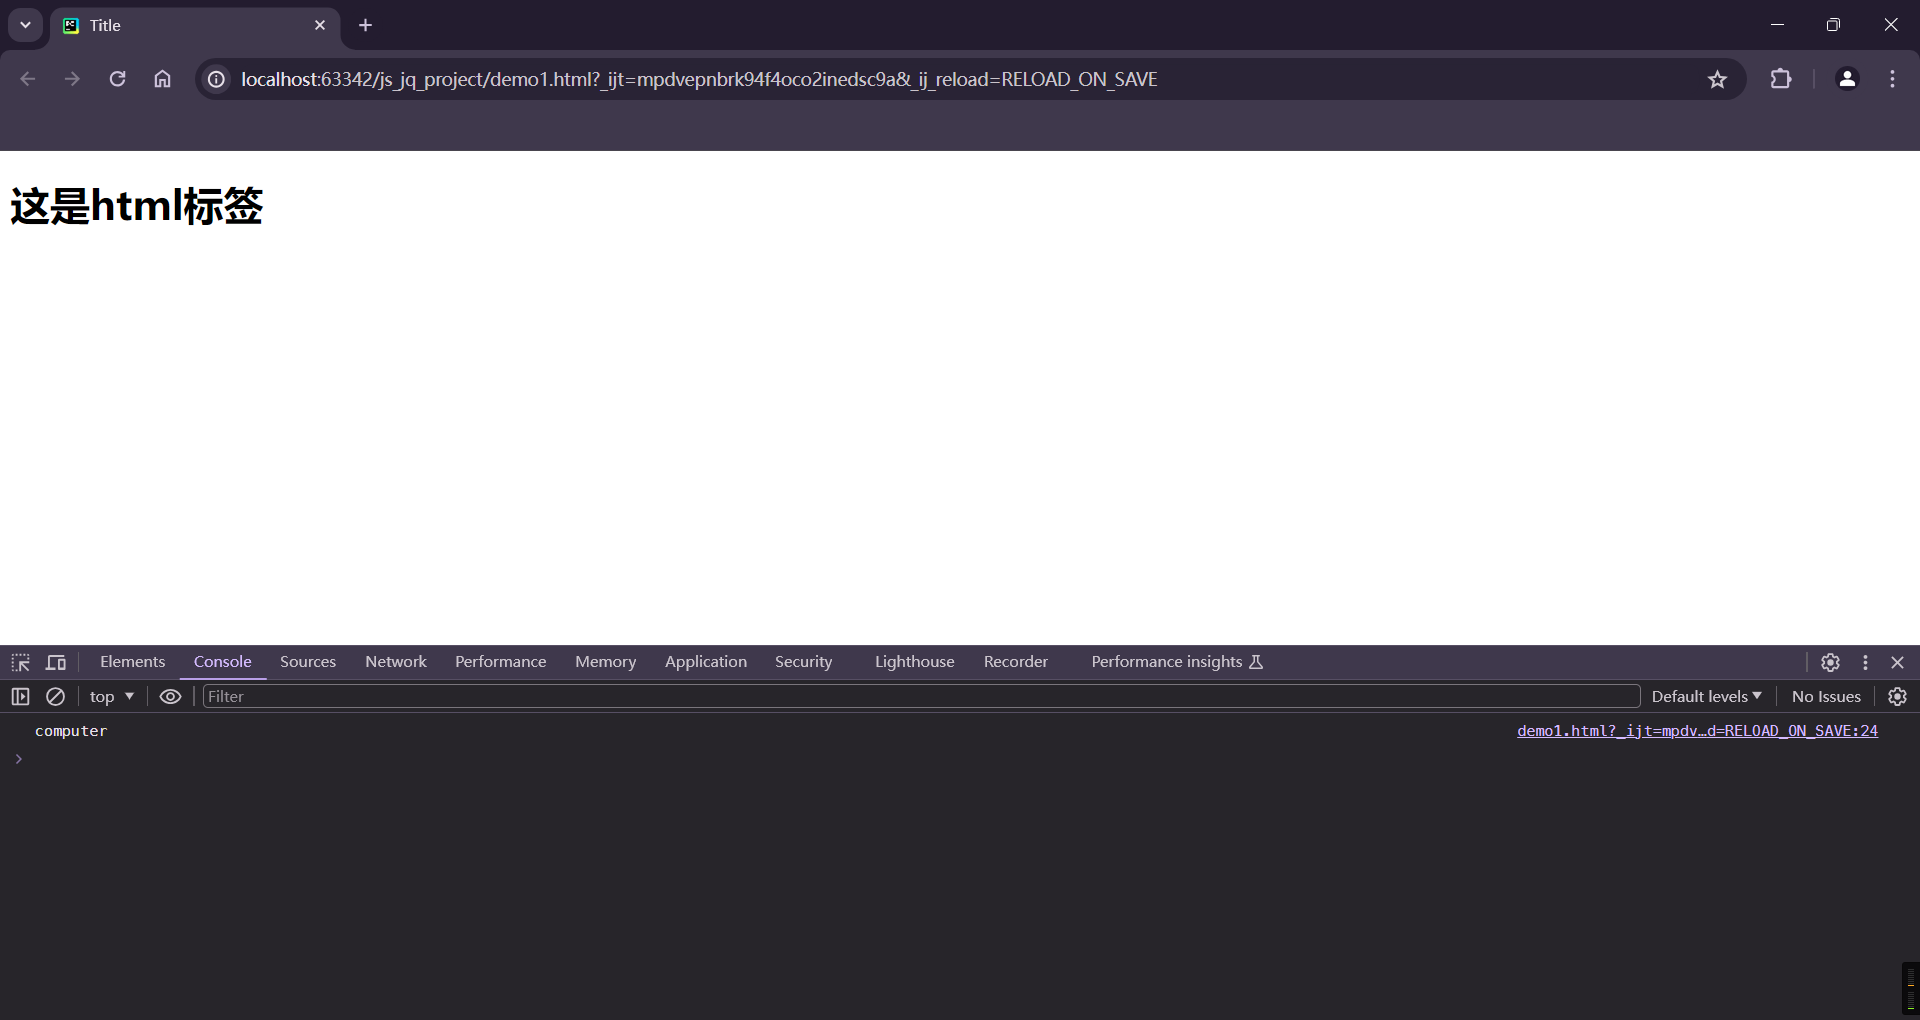 Title
localhost:63342/js_jq_project/demo1.html?_ijt=mpdvepnbrk94f4oco2inedsc9a&_ij_reload=RELOAD_ON_SAVE
这是html标签
Elements Console Sources Network Performance Memory Application Security Lighthouse Recorder Performance insights
top Filter Default levels No Issues
computer demo1.html?_ijt=mpdv…d=RELOAD_ON_SAVE:24